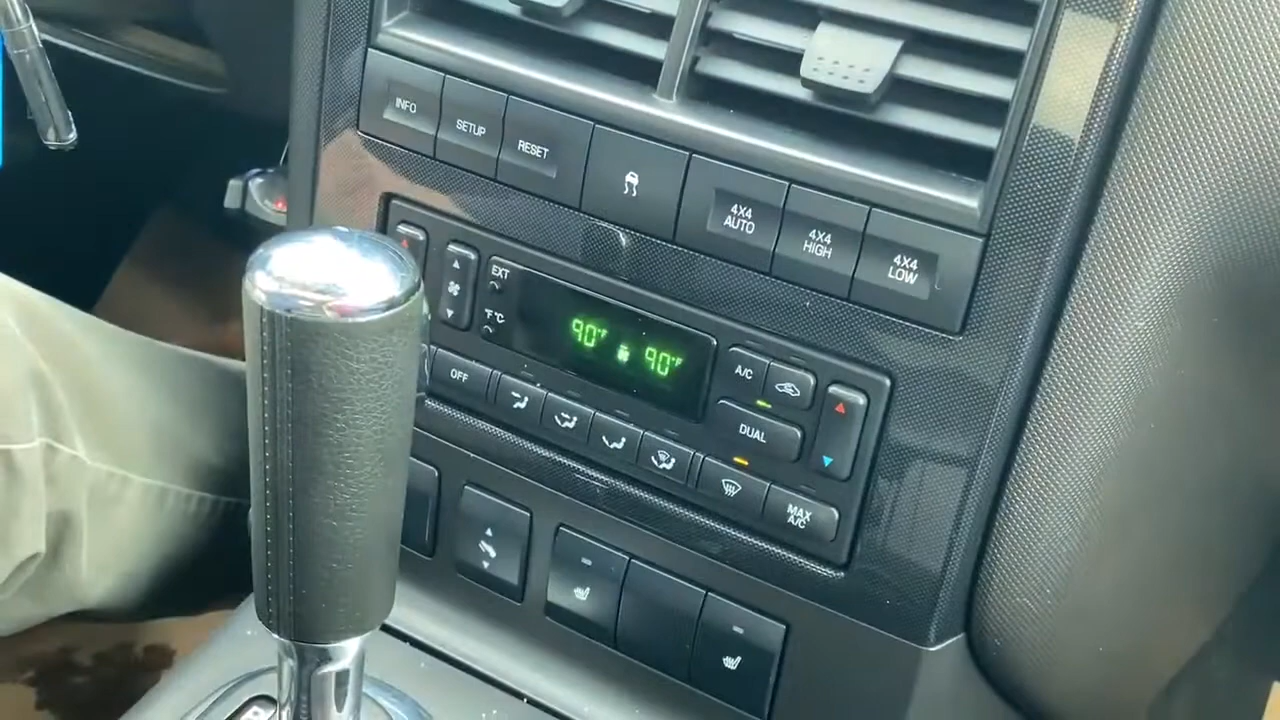 INFO
SETUP
RESET
4X4
AUTO
4X4
HIGH
4X4
LOW
EXT
°F°C
90°F 90°F
A/C
OFF
DUAL
MAX
A/C